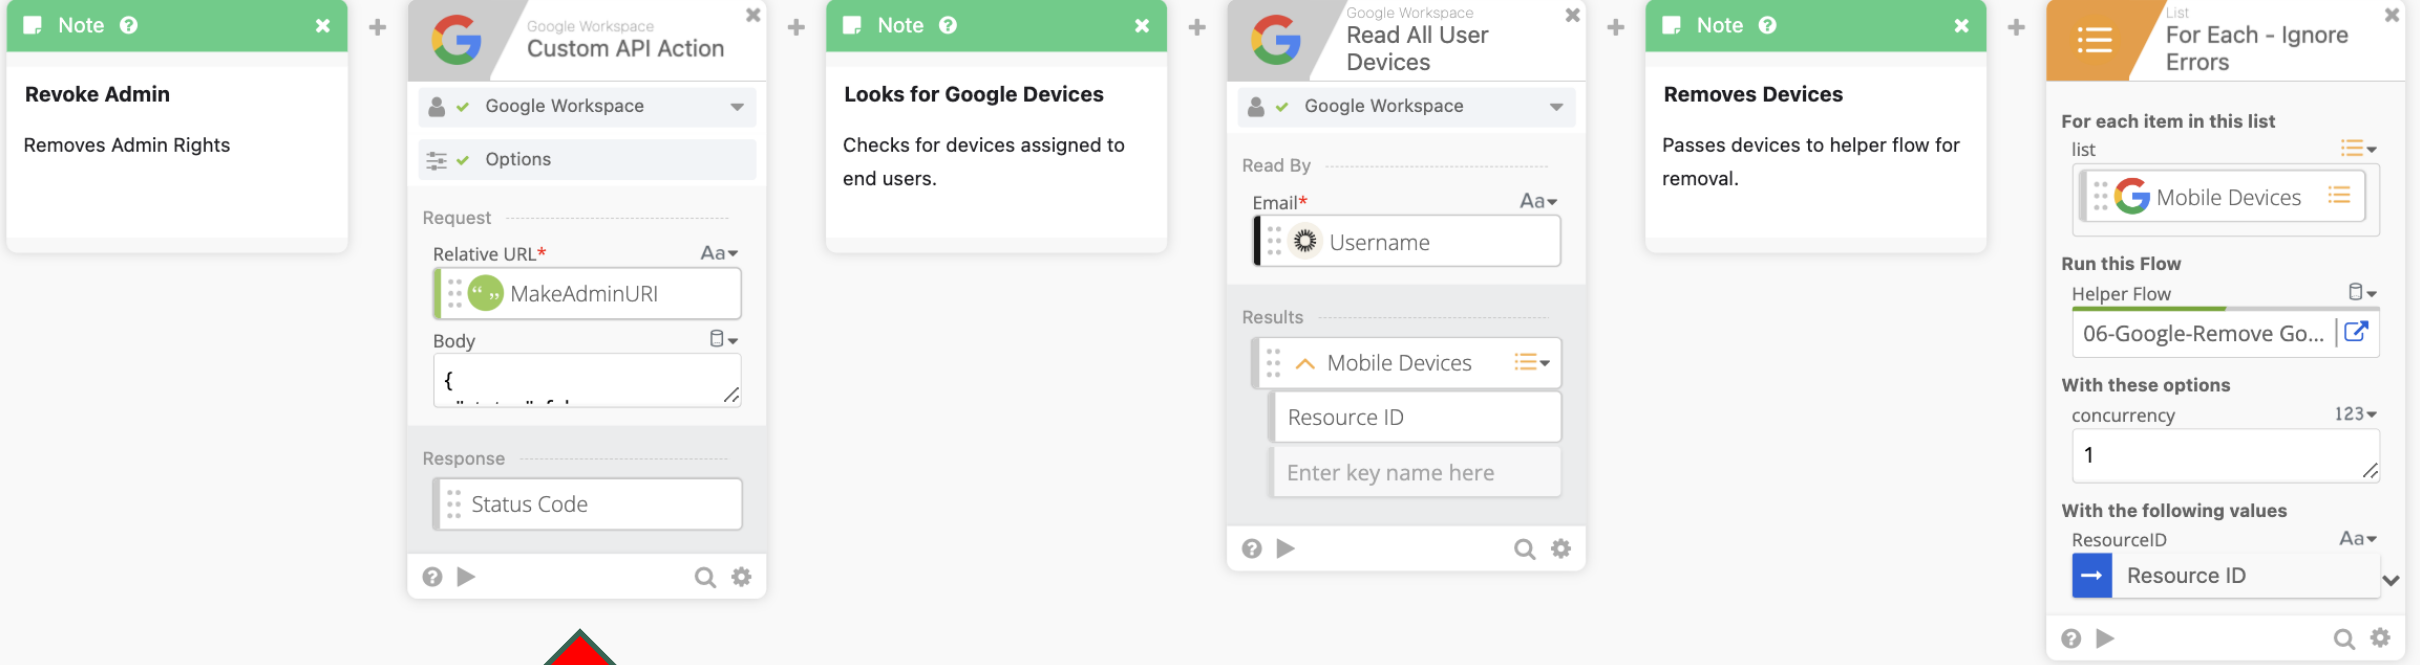 Note
Revoke Admin
Removes Admin Rights
Google Workspace
Custom API Action
Google Workspace
Options
Request
Relative URL*
Aa
“ ”
MakeAdminURI
Body
{
Response
Status Code
Note
Looks for Google Devices
Checks for devices assigned to
end users.
Google Workspace
Read All User
Devices
Google Workspace
Read By
Email*
Aa
Username
Results
Mobile Devices
Resource ID
Enter key name here
Note
Removes Devices
Passes devices to helper flow for
removal.
List
For Each - Ignore
Errors
For each item in this list
list
Mobile Devices
Run this Flow
Helper Flow
06-Google-Remove Go...
With these options
concurrency
123
1
With the following values
ResourceID
Aa
Resource ID